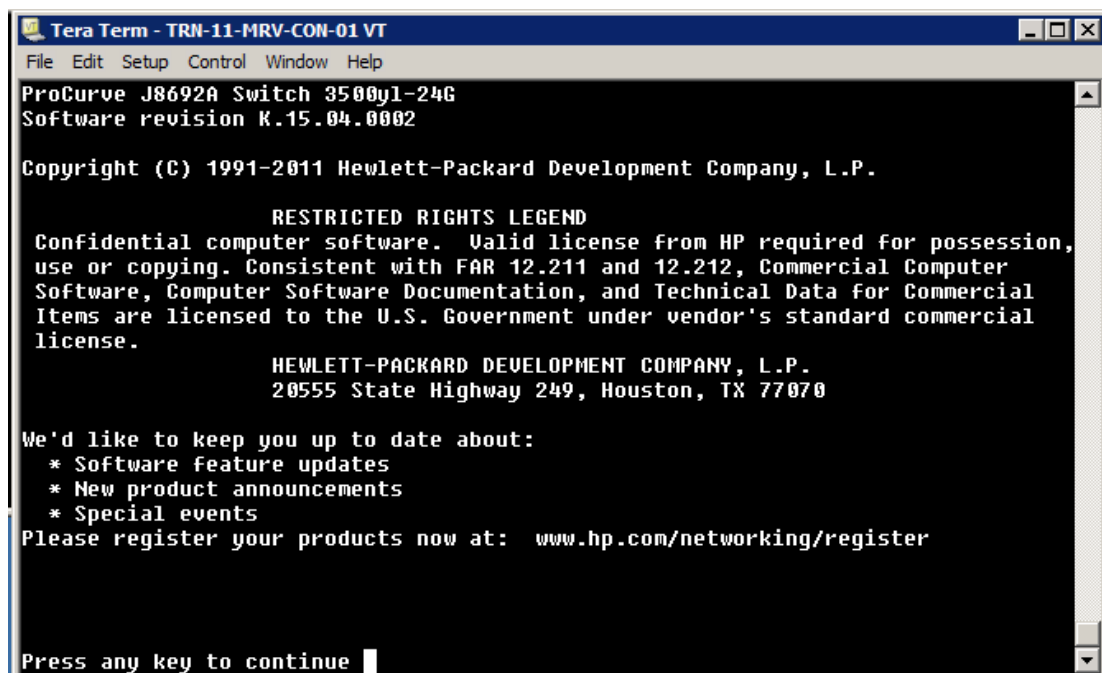 Tera Term - TRN-11-MRV-CON-01 VT
File Edit Setup Control Window Help
ProCurve J8692A Switch 3500yl-24G
Software revision K.15.04.0002
Copyright (C) 1991-2011 Hewlett-Packard Development Company, L.P.
RESTRICTED RIGHTS LEGEND
Confidential computer software. Valid license from HP required for possession,
use or copying. Consistent with FAR 12.211 and 12.212, Commercial Computer
Software, Computer Software Documentation, and Technical Data for Commercial
Items are licensed to the U.S. Government under vendor's standard commercial
license.
HEWLETT-PACKARD DEVELOPMENT COMPANY, L.P.
20555 State Highway 249, Houston, TX 77070
We'd like to keep you up to date about:
* Software feature updates
* New product announcements
* Special events
Please register your products now at: www.hp.com/networking/register
Press any key to continue